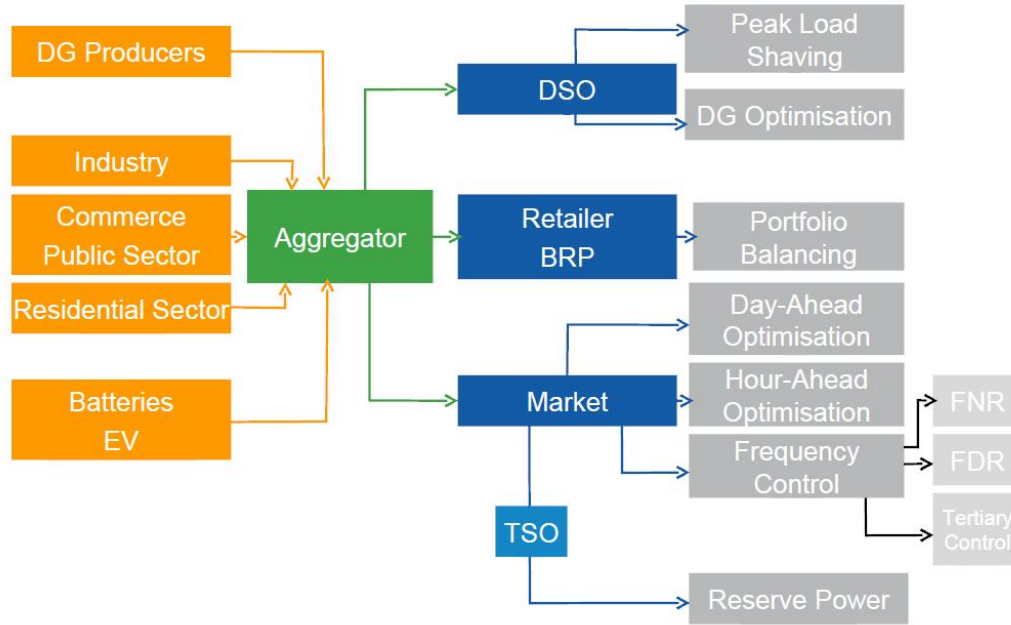 DG Producers
Industry
Commerce
Public Sector
Residential Sector
Batteries
EV
Aggregator
DSO
Retailer
BRP
Market
TSO
Peak Load
Shaving
DG Optimisation
Portfolio
Balancing
Day-Ahead
Optimisation
Hour-Ahead
Optimisation
Frequency
Control
Reserve Power
FNR
FDR
Tertiary
Control